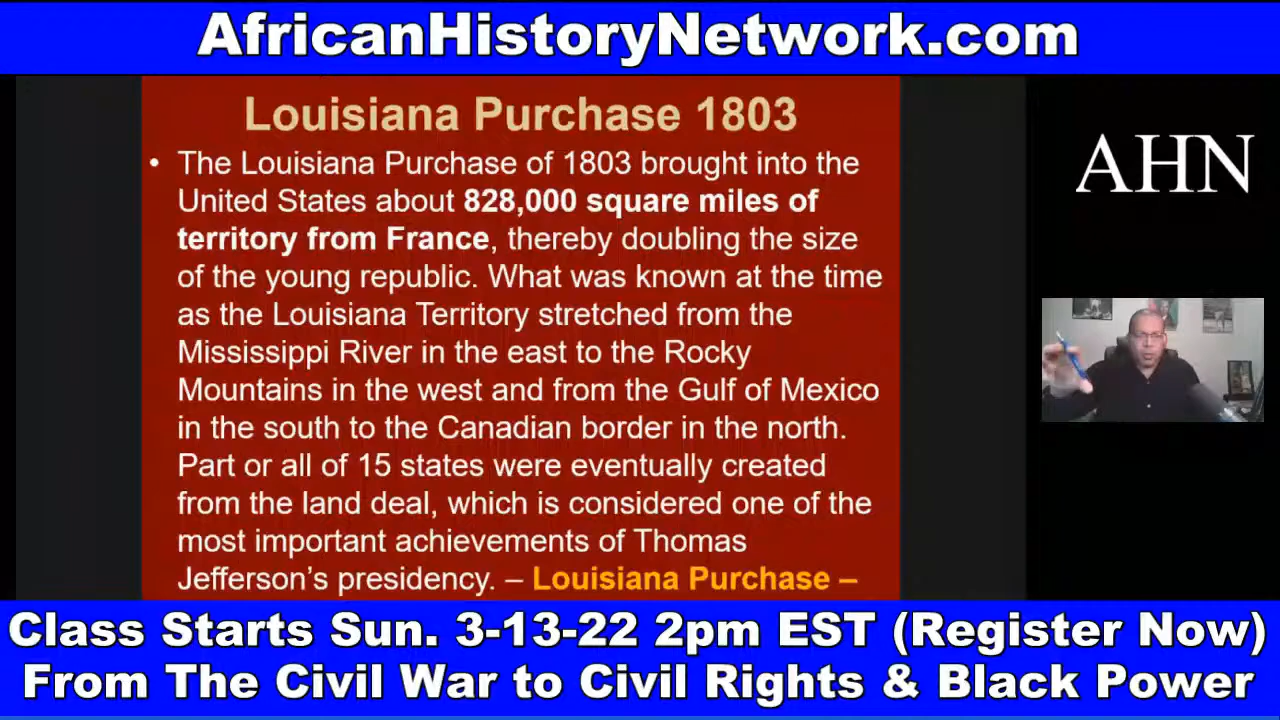 AfricanHistoryNetwork.com
Louisiana Purchase 1803
• The Louisiana Purchase of 1803 brought into the
United States about 828,000 square miles of
territory from France, thereby doubling the size
of the young republic. What was known at the time
as the Louisiana Territory stretched from the
Mississippi River in the east to the Rocky
Mountains in the west and from the Gulf of Mexico
in the south to the Canadian border in the north.
Part or all of 15 states were eventually created
from the land deal, which is considered one of the
most important achievements of Thomas
Jefferson’s presidency. – Louisiana Purchase –
AHN
Class Starts Sun. 3-13-22 2pm EST (Register Now)
From The Civil War to Civil Rights & Black Power